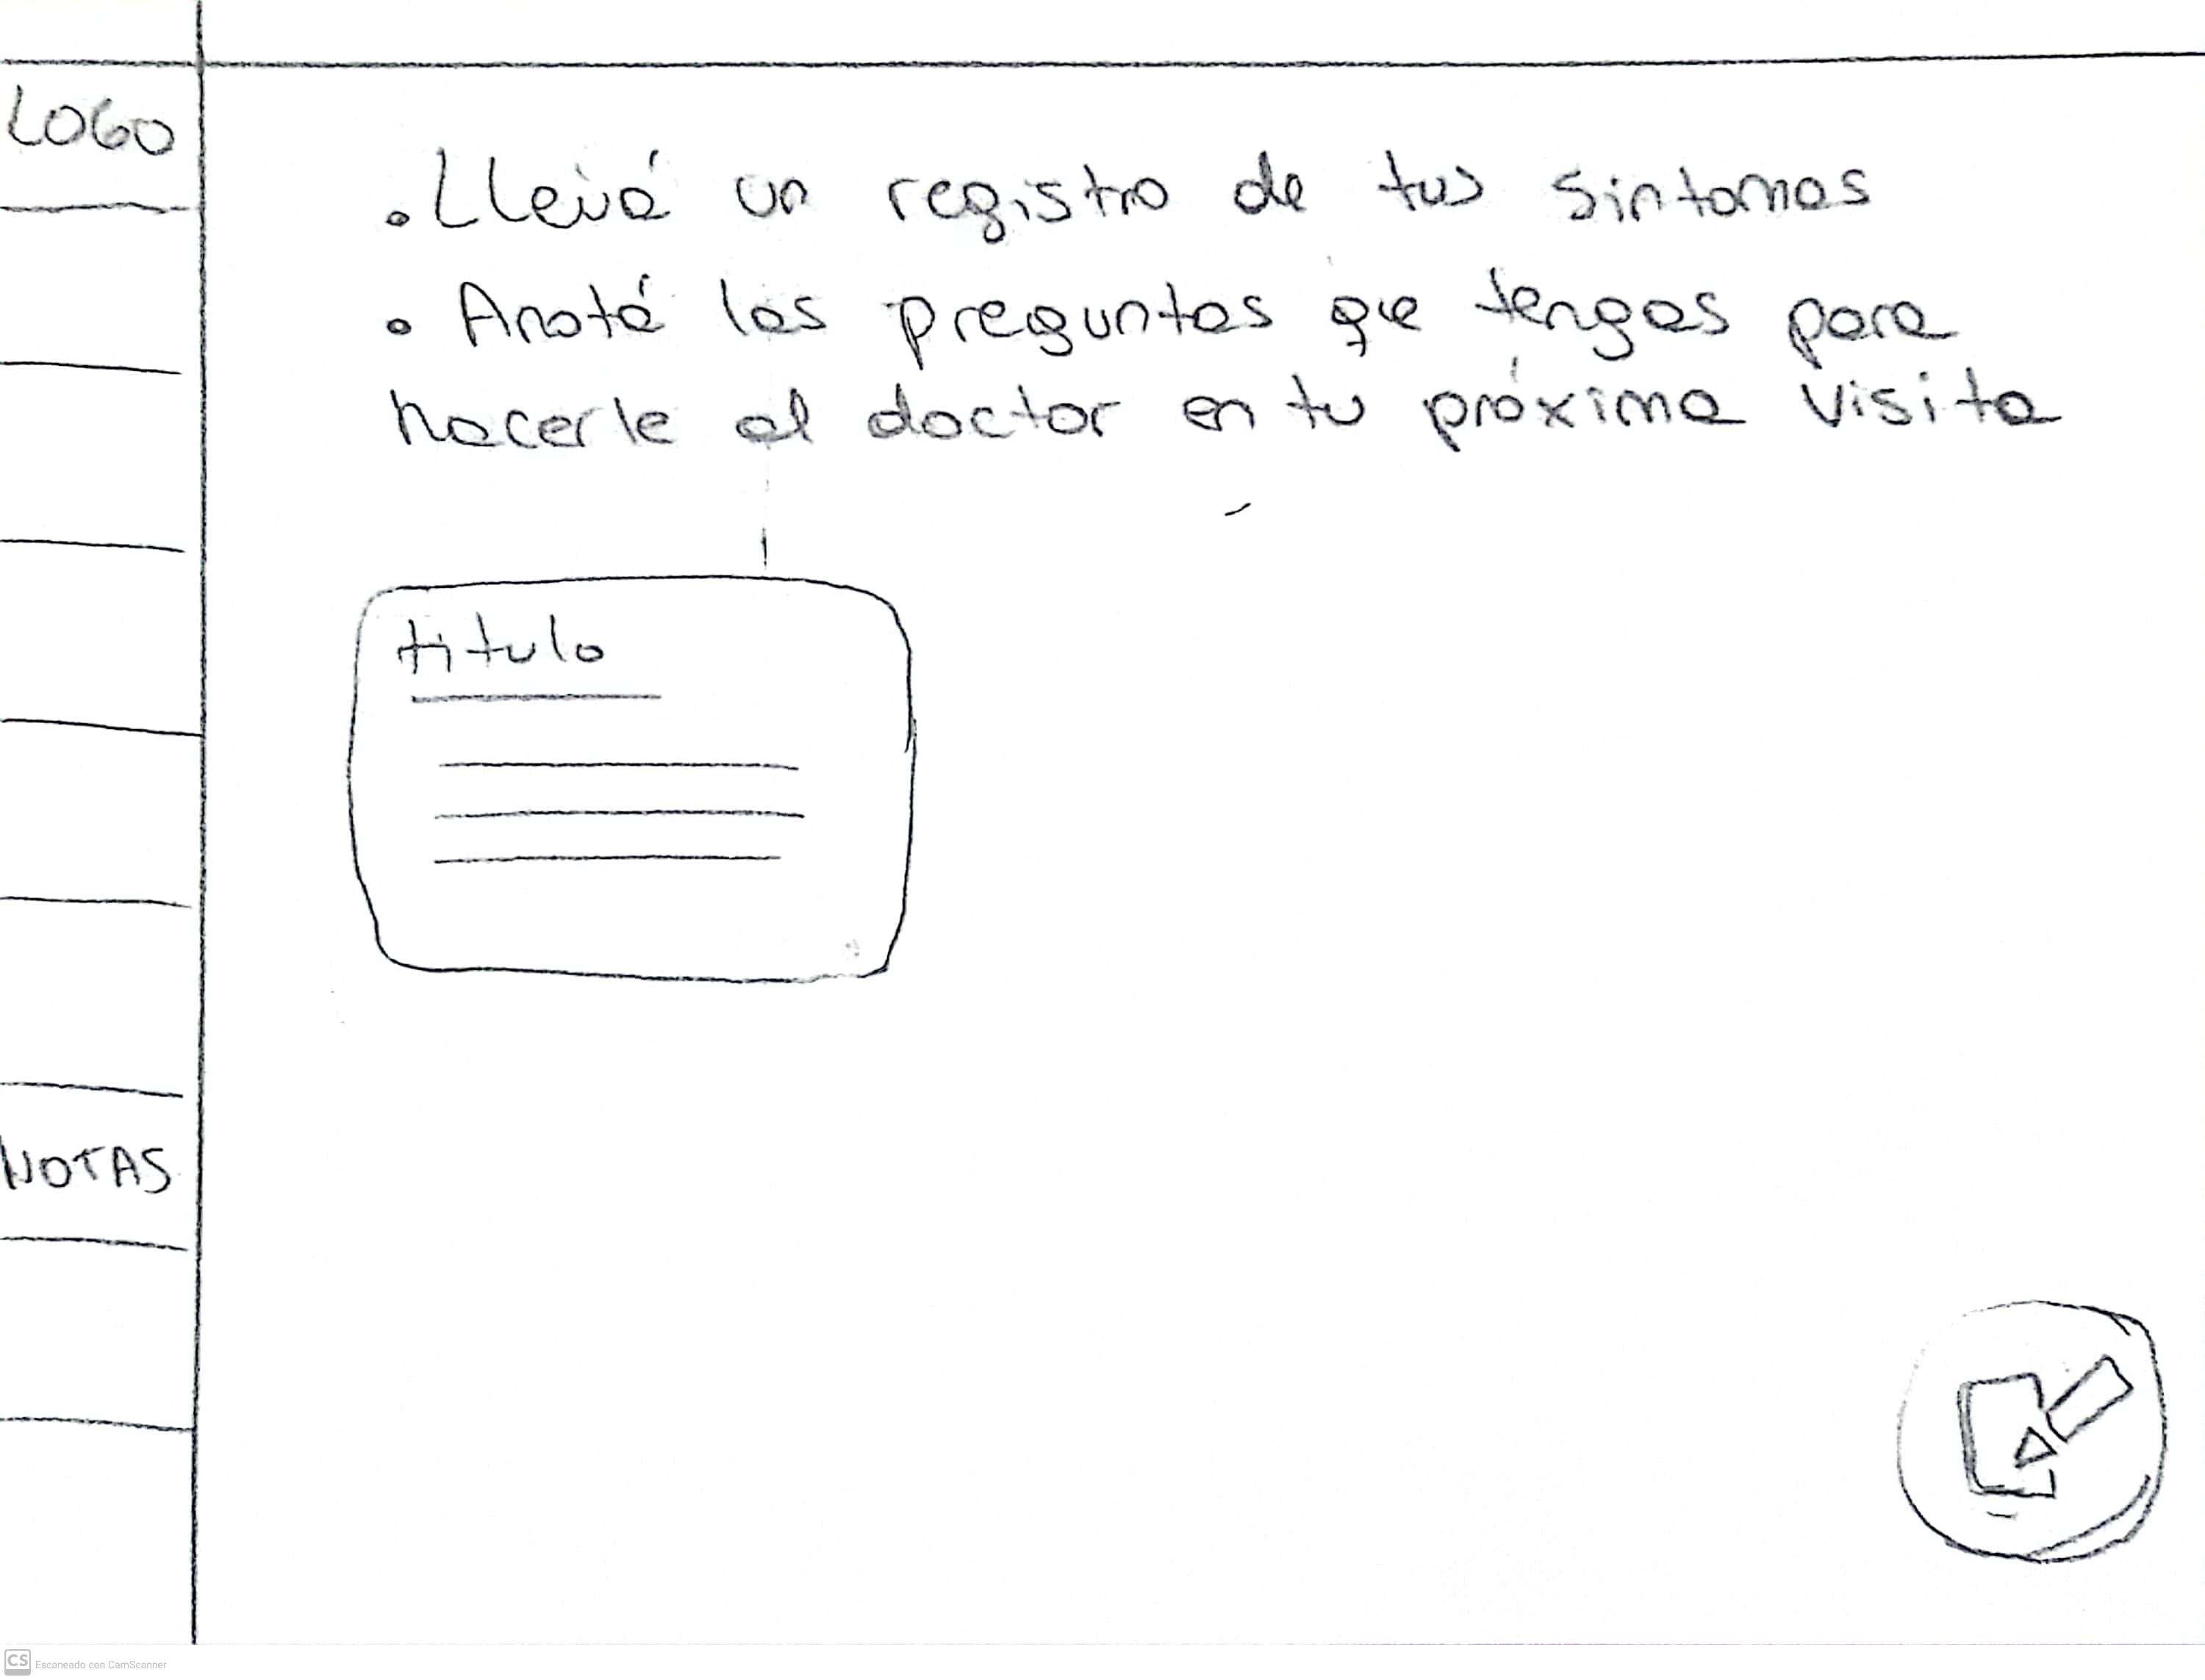 LOGO
• Llevá un registro de tus sintomas
• Anotá las preguntas que tengas para
hacerle al doctor en tu próxima visita
titulo
NOTAS
CS Escaneado con CamScanner